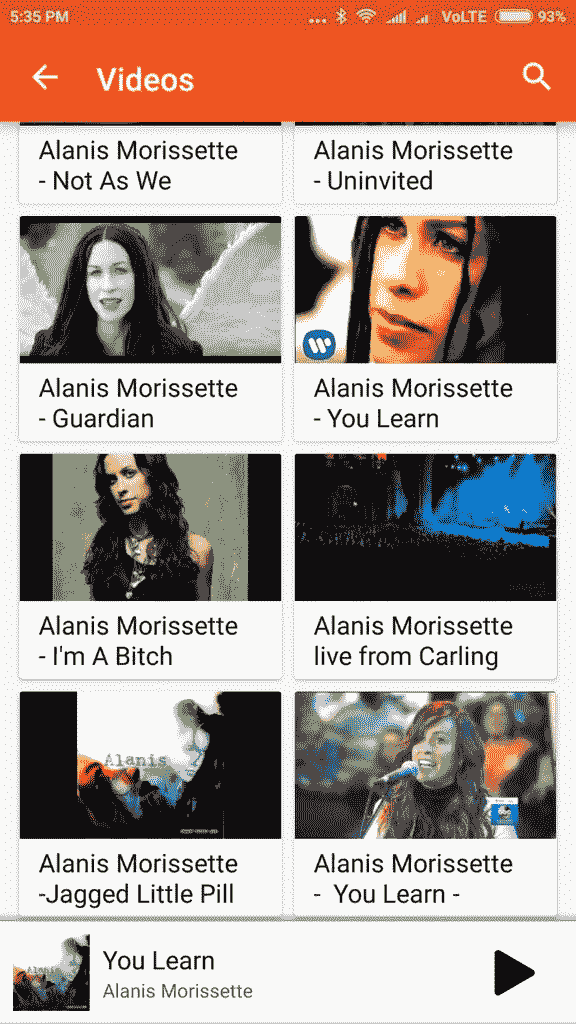 5:35 PM ... VoLTE 93%
Videos
Alanis Morissette
- Not As We
Alanis Morissette
- Uninvited
Alanis Morissette
- Guardian
Alanis Morissette
- You Learn
Alanis Morissette
- I'm A Bitch
Alanis Morissette
live from Carling
Alanis
Alanis Morissette
-Jagged Little Pill
Alanis Morissette
-  You Learn -
Alanis
You Learn
Alanis Morissette